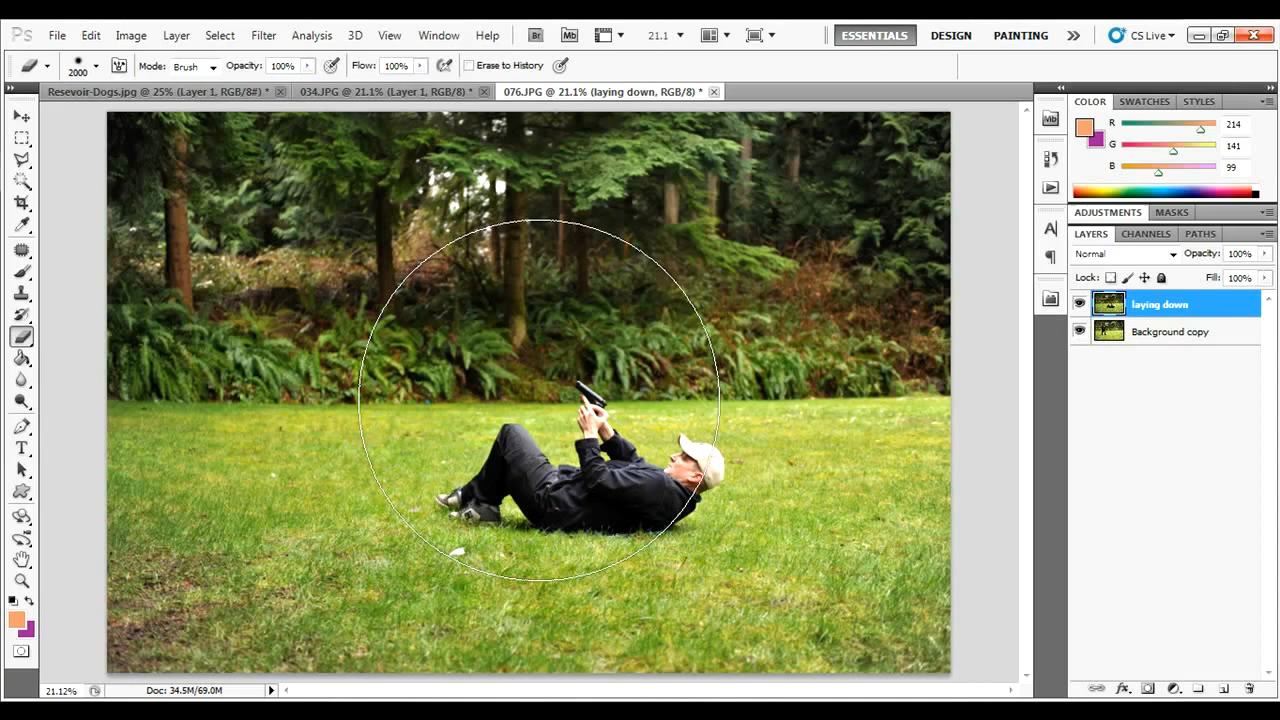 Ps File Edit Image Layer Select Filter Analysis 3D View Window Help Br Mb 21.1 ESSENTIALS DESIGN PAINTING CS Live
2000 Mode: Brush Opacity: 100% Flow: 100% Erase to History
Resevoir-Dogs.jpg @ 25% (Layer 1, RGB/8#) * 034.JPG @ 21.1% (Layer 1, RGB/8) * 076.JPG @ 21.1% (laying down, RGB/8) *
COLOR SWATCHES STYLES
Mb
R 214
G 141
B 99
ADJUSTMENTS MASKS
LAYERS CHANNELS PATHS
A
Normal Opacity: 100%
Lock: Fill: 100%
laying down
Background copy
T
21.12% Doc: 34.5M/69.0M fx